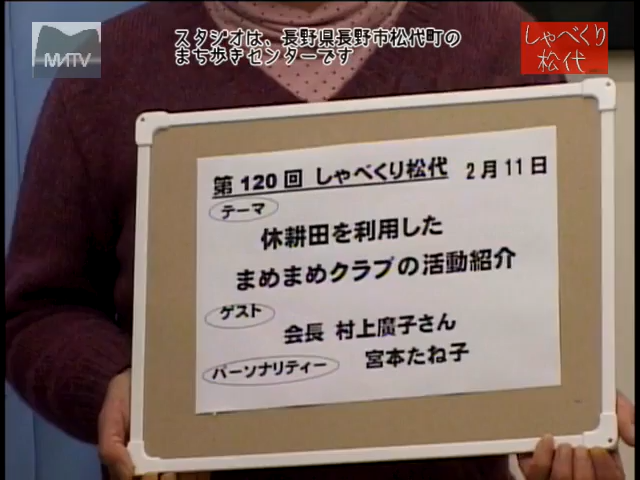 MATV
スタジオは、長野県長野市松代町の
まち歩きセンターです
しゃべくり
松代
第120回 しゃべくり松代 2月11日
テーマ
休耕田を利用した
まめまめクラブの活動紹介
ゲスト
会長 村上廣子さん
パーソナリティー 宮本たね子